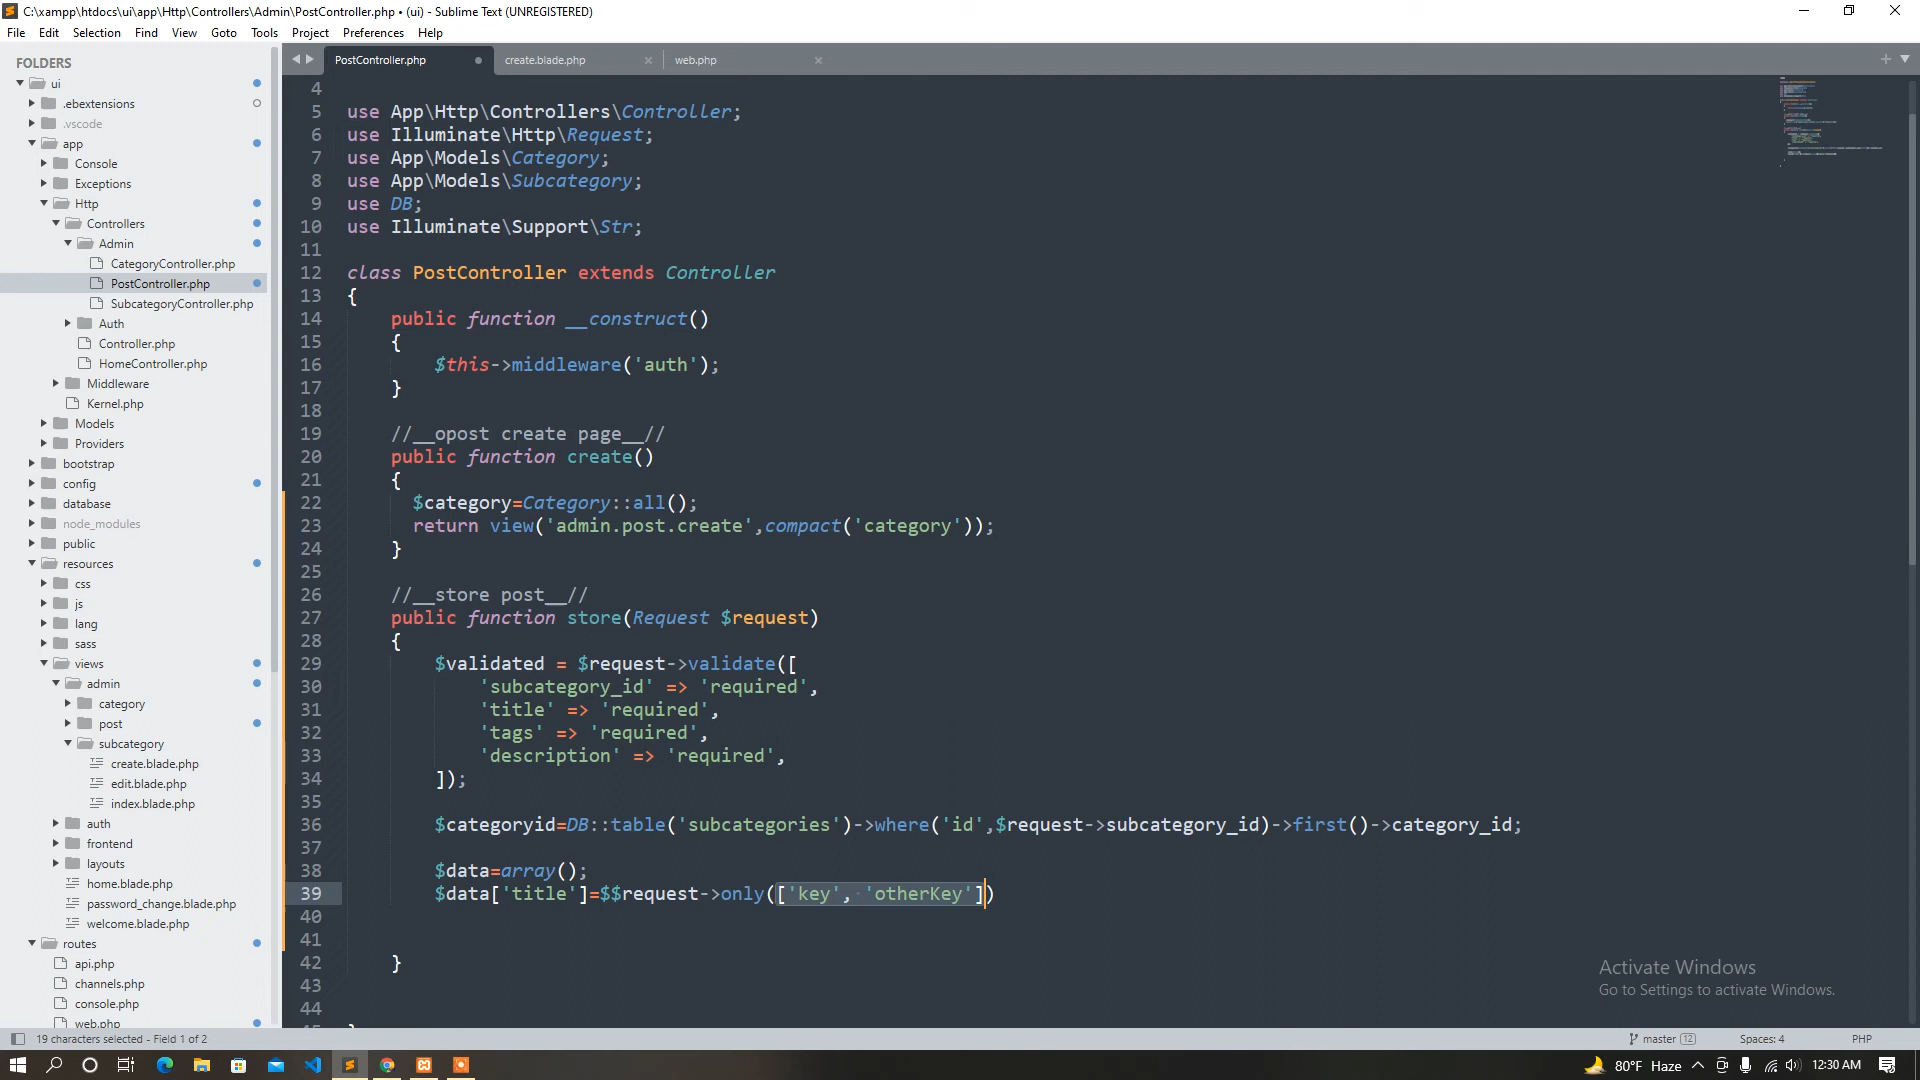 C:\xampp\htdocs\ui\app\Http\Controllers\Admin\PostController.php • (ui) - Sublime Text (UNREGISTERED)
File Edit Selection Find View Goto Tools Project Preferences Help
FOLDERS
ui
.ebextensions
.vscode
app
Console
Exceptions
Http
Controllers
Admin
CategoryController.php
PostController.php
SubcategoryController.php
Auth
Controller.php
HomeController.php
Middleware
Kernel.php
Models
Providers
bootstrap
config
database
node_modules
public
resources
css
js
lang
sass
views
admin
category
post
subcategory
create.blade.php
edit.blade.php
index.blade.php
auth
frontend
layouts
home.blade.php
password_change.blade.php
welcome.blade.php
routes
api.php
channels.php
console.php
web.php
PostController.php create.blade.php web.php
4
5 use App\Http\Controllers\Controller;
6 use Illuminate\Http\Request;
7 use App\Models\Category;
8 use App\Models\Subcategory;
9 use DB;
10 use Illuminate\Support\Str;
11
12 class PostController extends Controller
13 {
14 public function __construct()
15 {
16 $this->middleware('auth');
17 }
18
19 //__opost create page__//
20 public function create()
21 {
22 $category=Category::all();
23 return view('admin.post.create',compact('category'));
24 }
25
26 //__store post__//
27 public function store(Request $request)
28 {
29 $validated = $request->validate([
30 'subcategory_id' => 'required',
31 'title' => 'required',
32 'tags' => 'required',
33 'description' => 'required',
34 ]);
35
36 $categoryid=DB::table('subcategories')->where('id',$request->subcategory_id)->first()->category_id;
37
38 $data=array();
39 $data['title']=$$request->only(['key', 'otherKey'])
40
41
42 }
43
44
Activate Windows
Go to Settings to activate Windows.
19 characters selected - Field 1 of 2 master 12 Spaces: 4 PHP
80°F Haze 12:30 AM